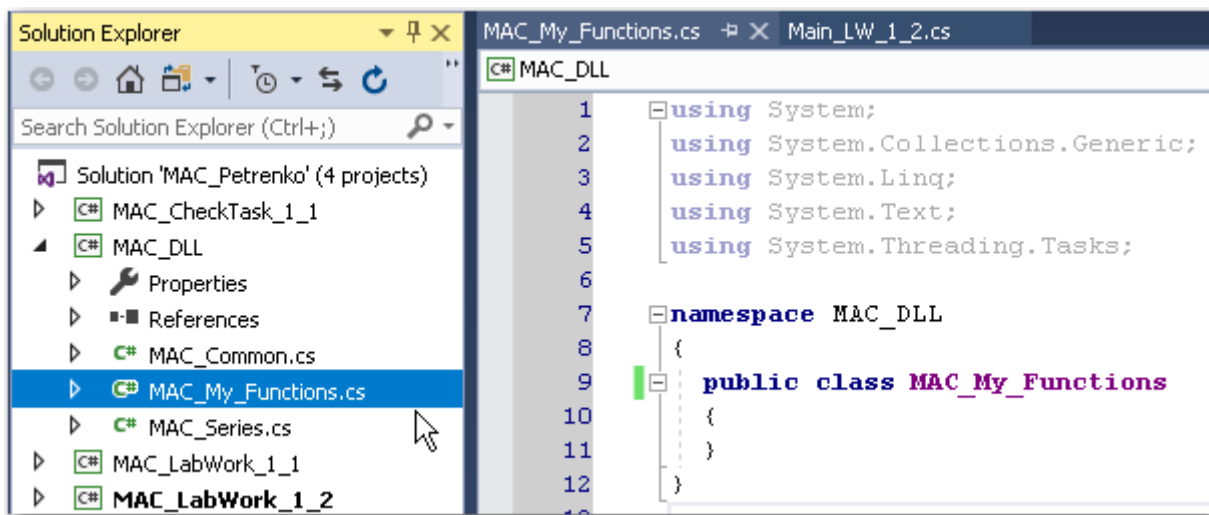 Solution Explorer
Search Solution Explorer (Ctrl+;)
Solution 'MAC_Petrenko' (4 projects)
C# MAC_CheckTask_1_1
C# MAC_DLL
Properties
References
C# MAC_Common.cs
C# MAC_My_Functions.cs
C# MAC_Series.cs
C# MAC_LabWork_1_1
C# MAC_LabWork_1_2
MAC_My_Functions.cs Main_LW_1_2.cs
C# MAC_DLL
1 using System;
2 using System.Collections.Generic;
3 using System.Linq;
4 using System.Text;
5 using System.Threading.Tasks;
6
7 namespace MAC_DLL
8 {
9 public class MAC_My_Functions
10 {
11 }
12 }